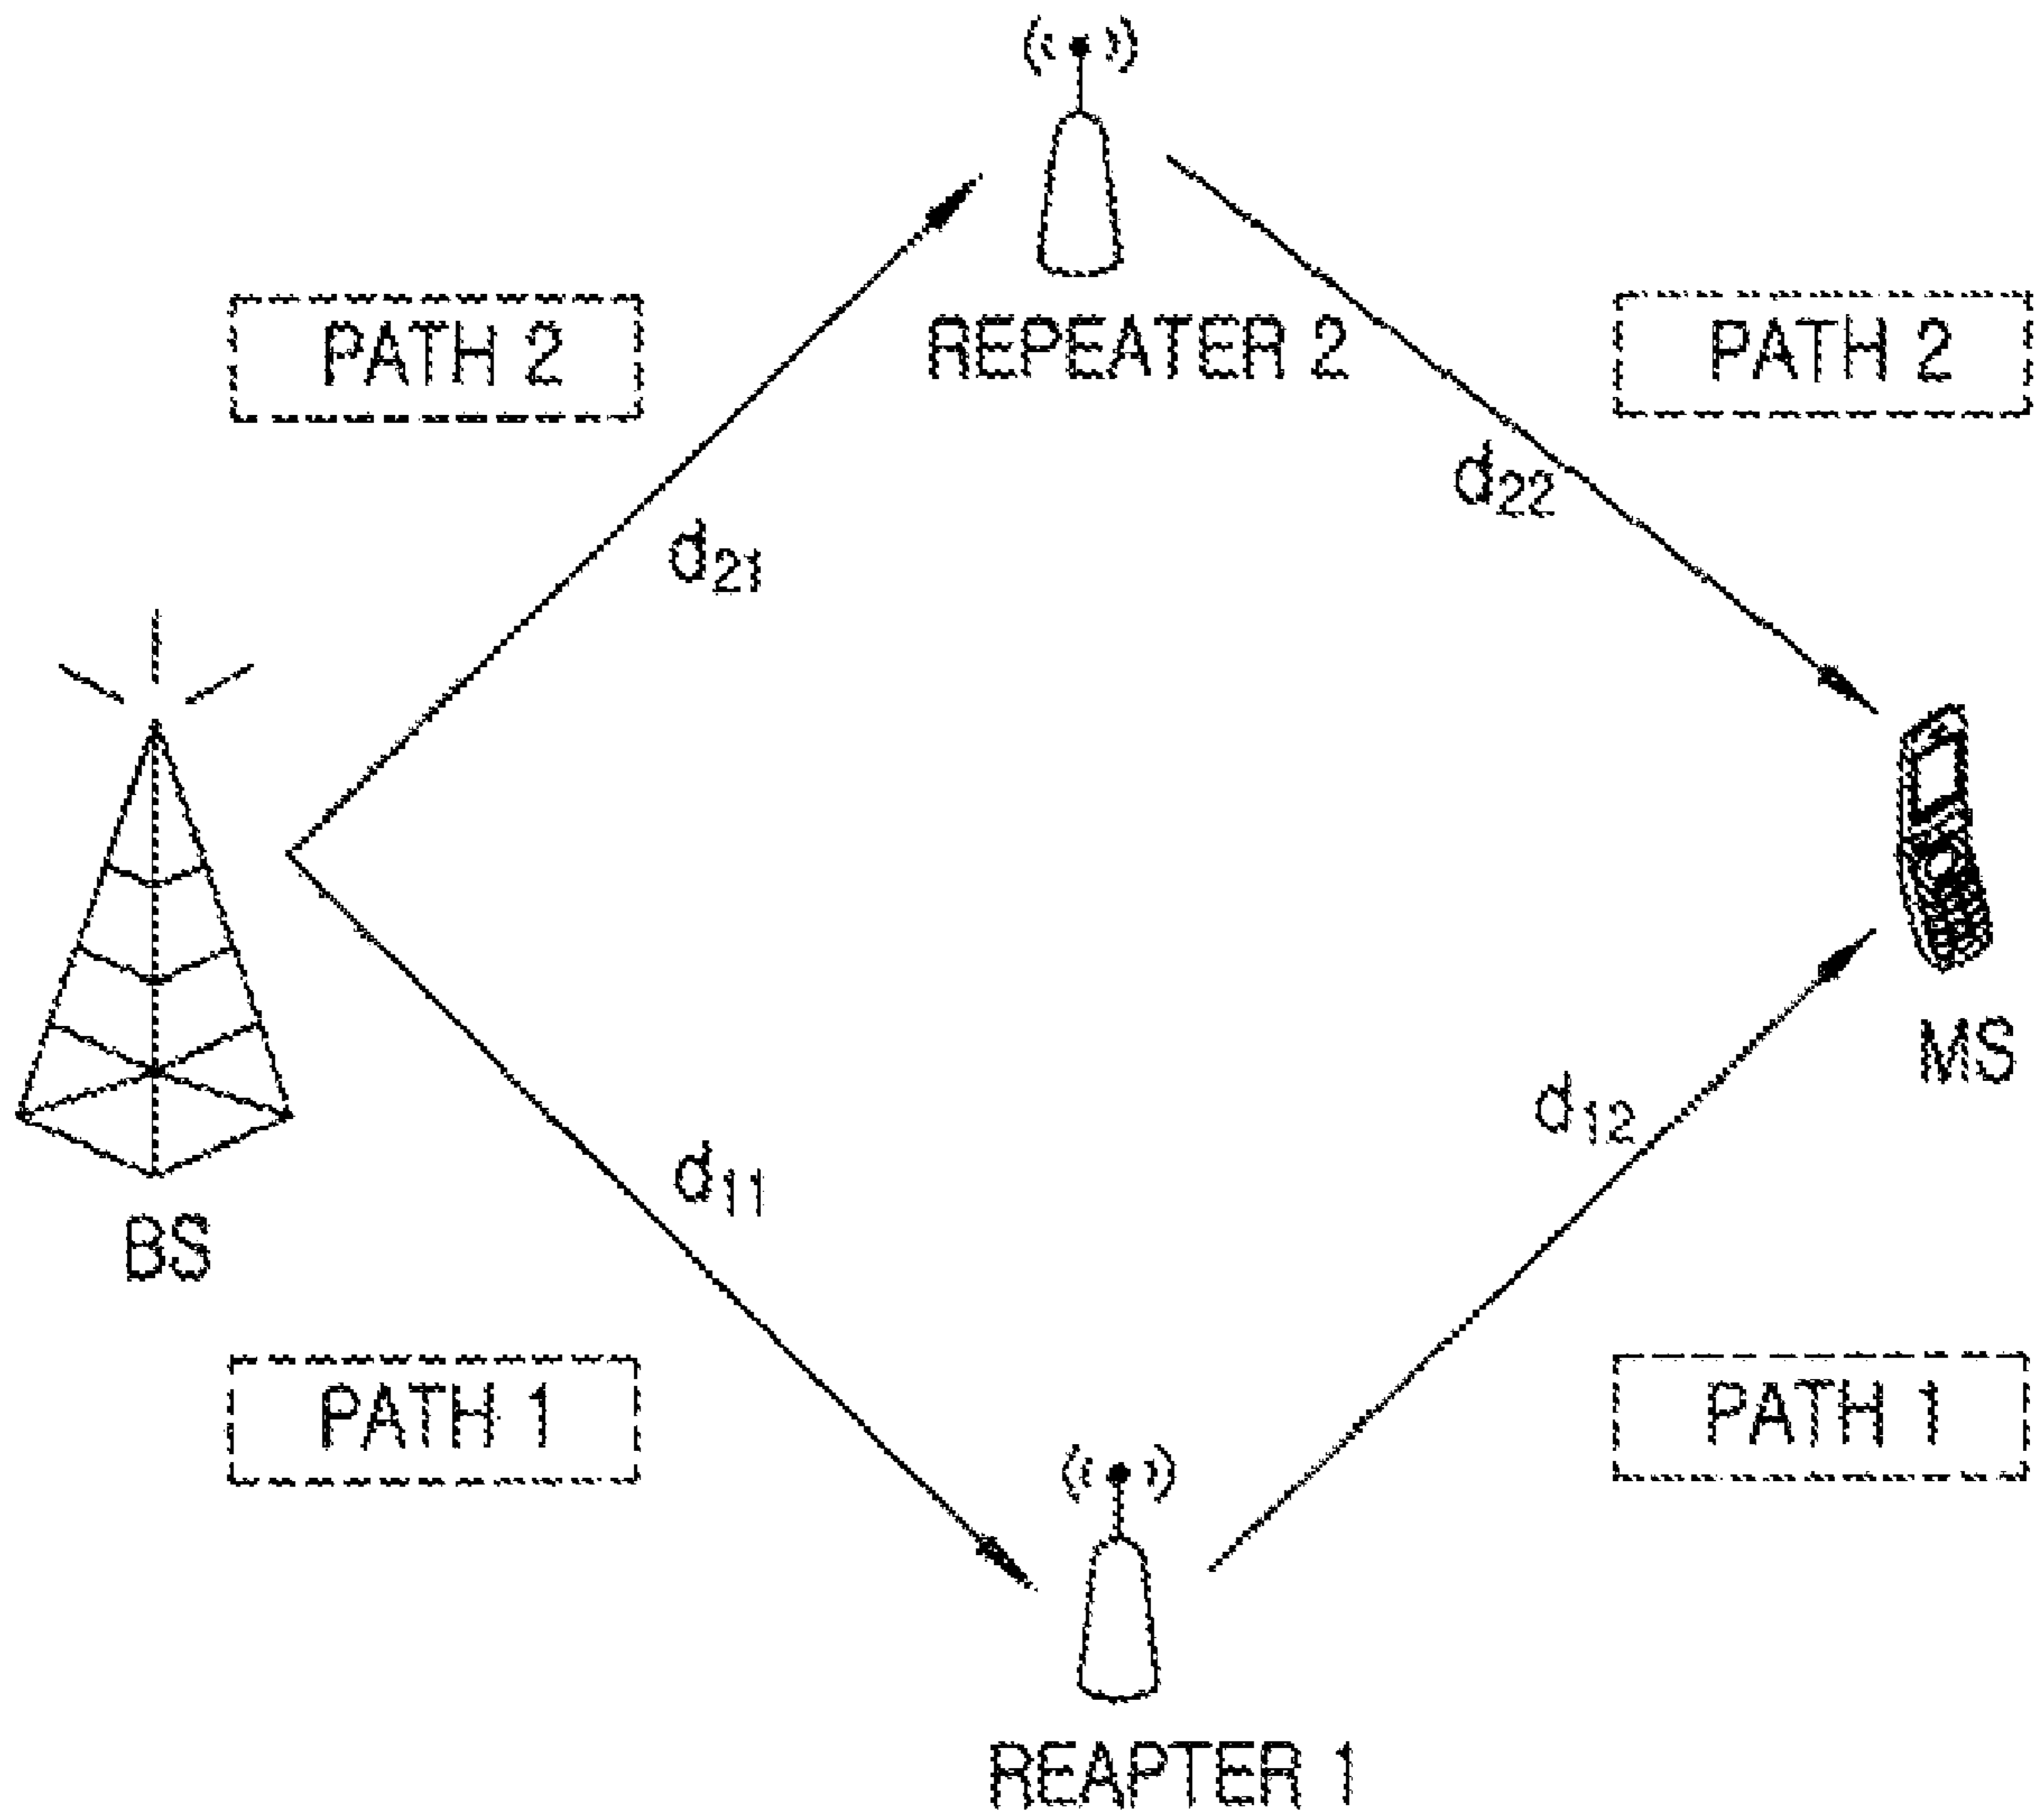 PATH 2
REPEATER 2
PATH 2
d22
d21
MS
d12
d11
BS
PATH 1
PATH 1
REAPTER 1